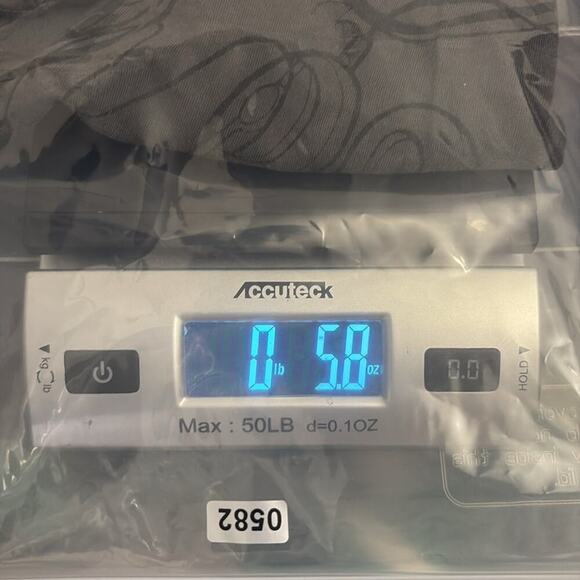 Accuteck
kg lb
0 lb 5.8 oz
0.0
HOLD
Max : 50LB d=0.1OZ
0582